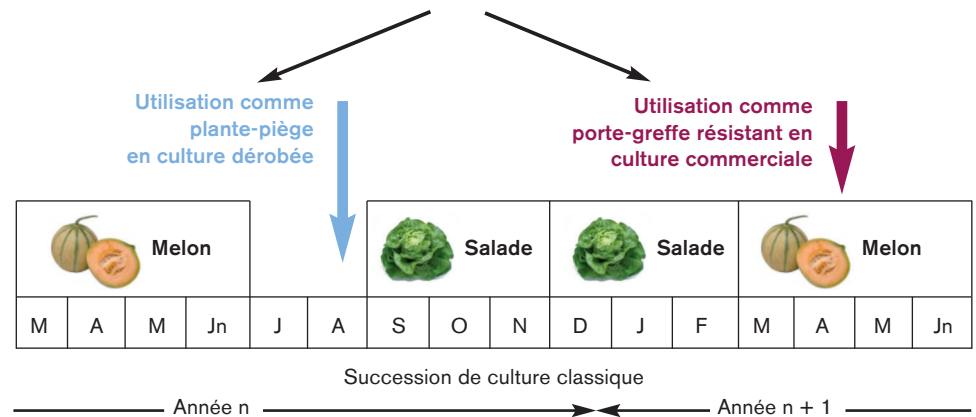 Utilisation comme
plante-piège
en culture dérobée
Utilisation comme
porte-greffe résistant en
culture commerciale
Melon
Salade
Salade
Melon
M A M Jn J A S O N D J F M A M Jn
Succession de culture classique
Année n
Année n + 1